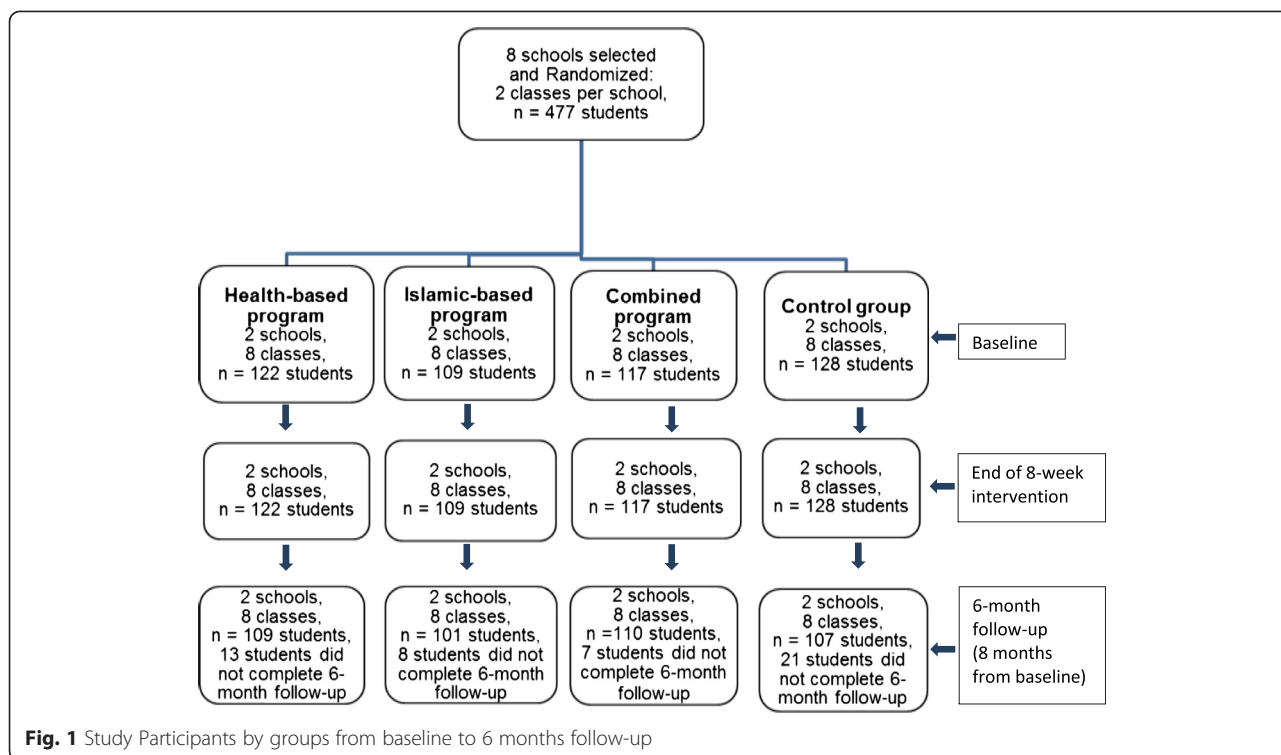 8 schools selected
and Randomized:
2 classes per school,
n = 477 students
Health-based
program
2 schools,
8 classes,
n = 122 students
Islamic-based
program
2 schools,
8 classes,
n = 109 students
Combined
program
2 schools,
8 classes,
n = 117 students
Control group
2 schools,
8 classes,
n = 128 students
Baseline
2 schools,
8 classes,
n = 122 students
2 schools,
8 classes,
n = 109 students
2 schools,
8 classes,
n = 117 students
2 schools,
8 classes,
n = 128 students
End of 8-week
intervention
2 schools,
8 classes,
n = 109 students,
13 students did
not complete 6-
month follow-up
2 schools,
8 classes,
n = 101 students,
8 students did not
complete 6-month
follow-up
2 schools,
8 classes,
n =110 students,
7 students did not
complete 6-month
follow-up
2 schools,
8 classes,
n = 107 students,
21 students did
not complete 6-
month follow-up
6-month
follow-up
(8 months
from baseline)
Fig. 1 Study Participants by groups from baseline to 6 months follow-up